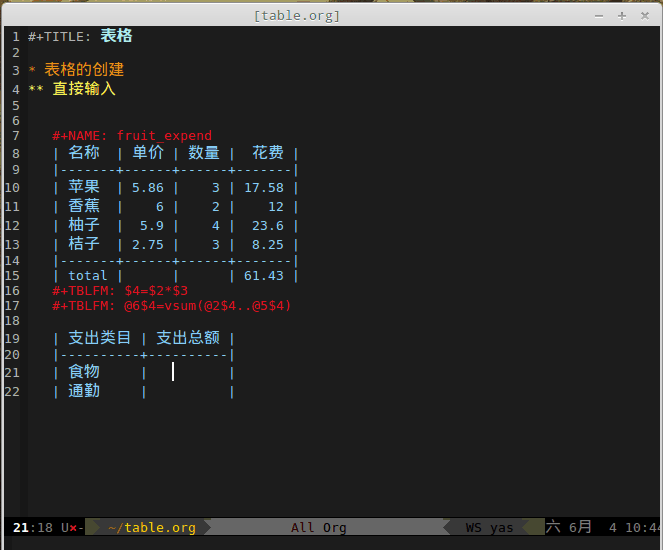 [table.org]
1 #+TITLE: 表格
2
3 * 表格的创建
4 ** 直接输入
5
6
7 #+NAME: fruit_expend
8 | 名称 | 单价 | 数量 | 花费 |
9 |-------+------+------+-------|
10 | 苹果 | 5.86 | 3 | 17.58 |
11 | 香蕉 | 6 | 2 | 12 |
12 | 柚子 | 5.9 | 4 | 23.6 |
13 | 桔子 | 2.75 | 3 | 8.25 |
14 |-------+------+------+-------|
15 | total | | | 61.43 |
16 #+TBLFM: $4=$2*$3
17 #+TBLFM: @6$4=vsum(@2$4..@5$4)
18
19 | 支出类目 | 支出总额 |
20 |----------+----------|
21 | 食物 | | 
22 | 通勤 | |
21:18 U×- ~/table.org All Org WS yas 六 6月 4 10:44